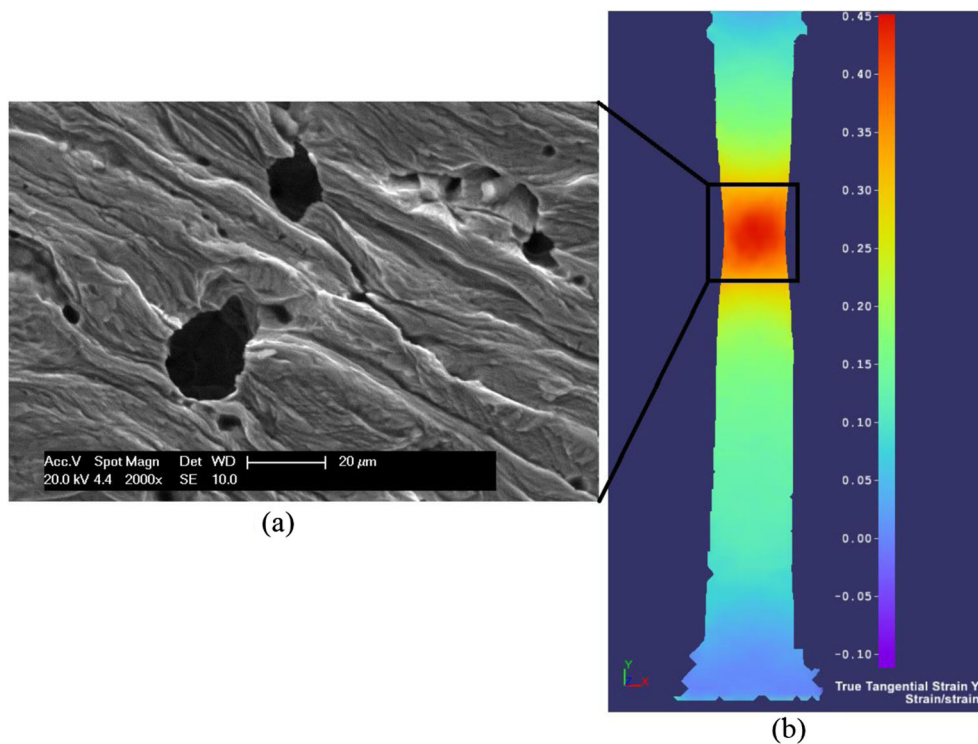 Acc.V Spot Magn Det WD 20 μm
20.0 kV 4.4 2000x SE 10.0
(a)
0.45
0.40
0.35
0.30
0.25
0.20
0.15
0.10
0.05
0.00
-0.05
-0.10
Y
X
True Tangential Strain Y
Strain/strain
(b)